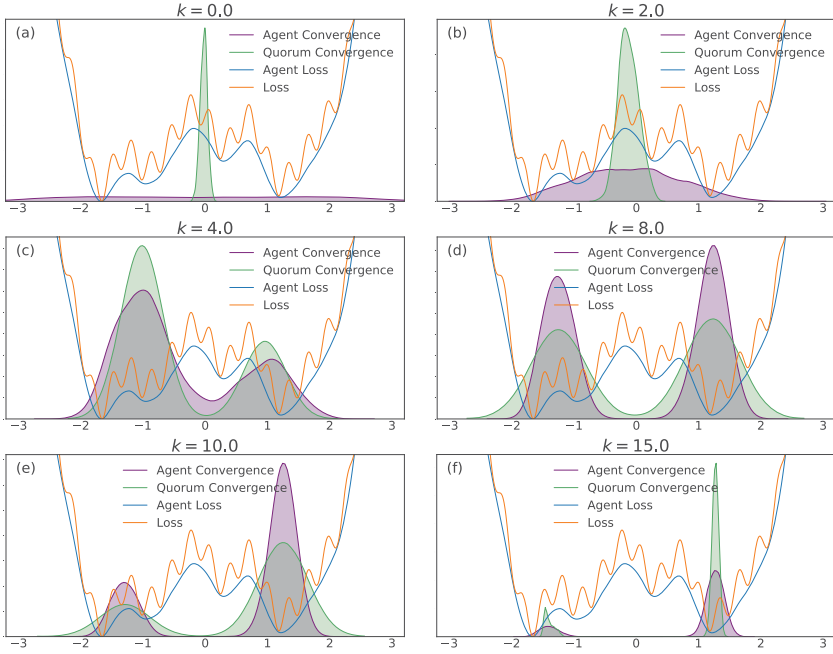 k = 0.0
(a)
Agent Convergence
Quorum Convergence
Agent Loss
Loss
−3 −2 −1 0 1 2 3
k = 2.0
(b)
Agent Convergence
Quorum Convergence
Agent Loss
Loss
−3 −2 −1 0 1 2 3
k = 4.0
(c)
Agent Convergence
Quorum Convergence
Agent Loss
Loss
−3 −2 −1 0 1 2 3
k = 8.0
(d)
Agent Convergence
Quorum Convergence
Agent Loss
Loss
−3 −2 −1 0 1 2 3
k = 10.0
(e)
Agent Convergence
Quorum Convergence
Agent Loss
Loss
−3 −2 −1 0 1 2 3
k = 15.0
(f)
Agent Convergence
Quorum Convergence
Agent Loss
Loss
−3 −2 −1 0 1 2 3